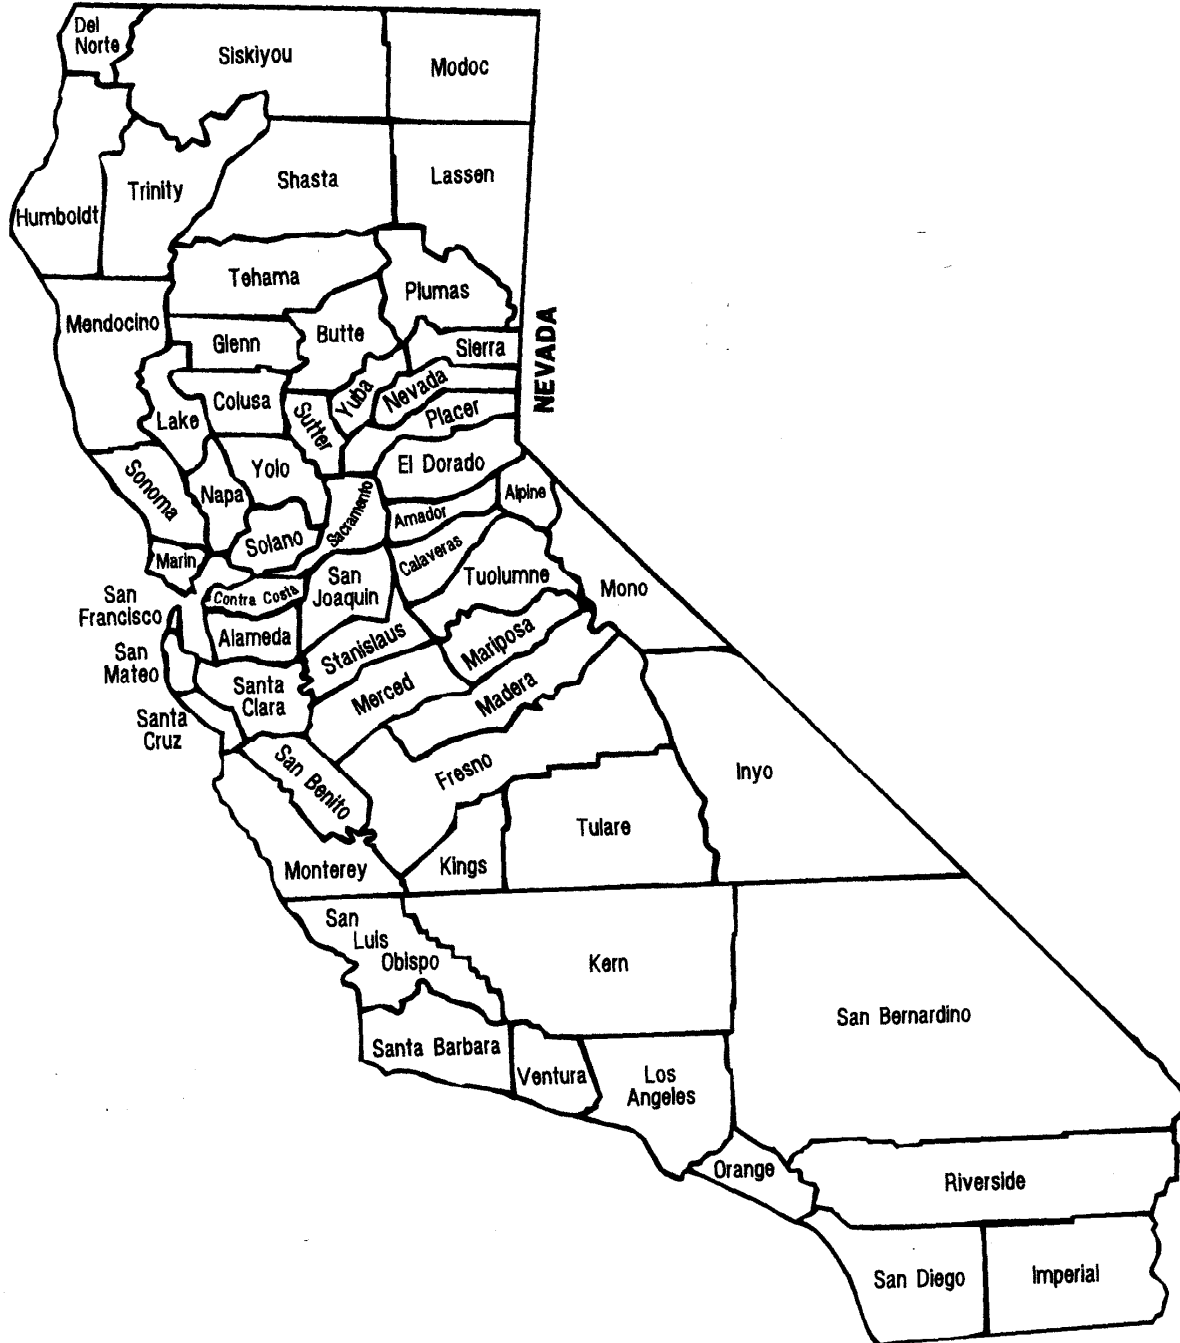 Del
Norte
Siskiyou
Modoc
Humboldt
Trinity
Shasta
Lassen
Tehama
Plumas
Mendocino
Glenn
Butte
Sierra
NEVADA
Lake
Colusa
Sutter
Yuba
Nevada
Placer
Sonoma
Napa
Yolo
El Dorado
Sacramento
Amador
Alpine
Marin
Solano
Calaveras
Tuolumne
Mono
San
Francisco
Contra Costa
San
Joaquin
Alameda
Stanislaus
Mariposa
San
Mateo
Santa
Clara
Merced
Madera
Santa
Cruz
San Benito
Fresno
Inyo
Monterey
Kings
Tulare
San
Luis
Obispo
Kern
San Bernardino
Santa Barbara
Ventura
Los
Angeles
Orange
Riverside
San Diego
Imperial